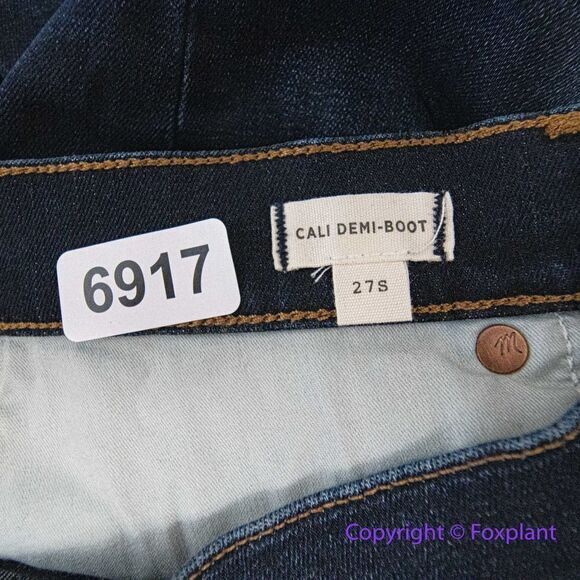 CALI DEMI-BOOT
6917
27S
m
Copyright © Foxplant